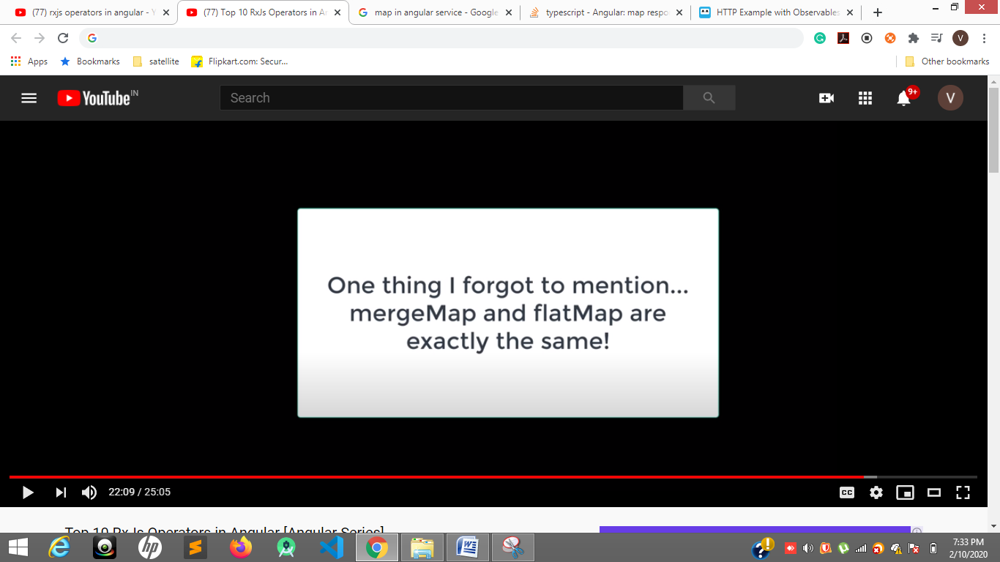 (77) rxjs operators in angular - Y
(77) Top 10 RxJs Operators in A
map in angular service - Google
typescript - Angular: map respo
HTTP Example with Observables
V
Apps
Bookmarks
satellite
Flipkart.com: Secur...
Other bookmarks
YouTube IN
Search
9+
V
One thing I forgot to mention...
mergeMap and flatMap are
exactly the same!
22:09 / 25:05
CC
Top 10 RxJs Operators in Angular [Angular Series]
7:33 PM
2/10/2020